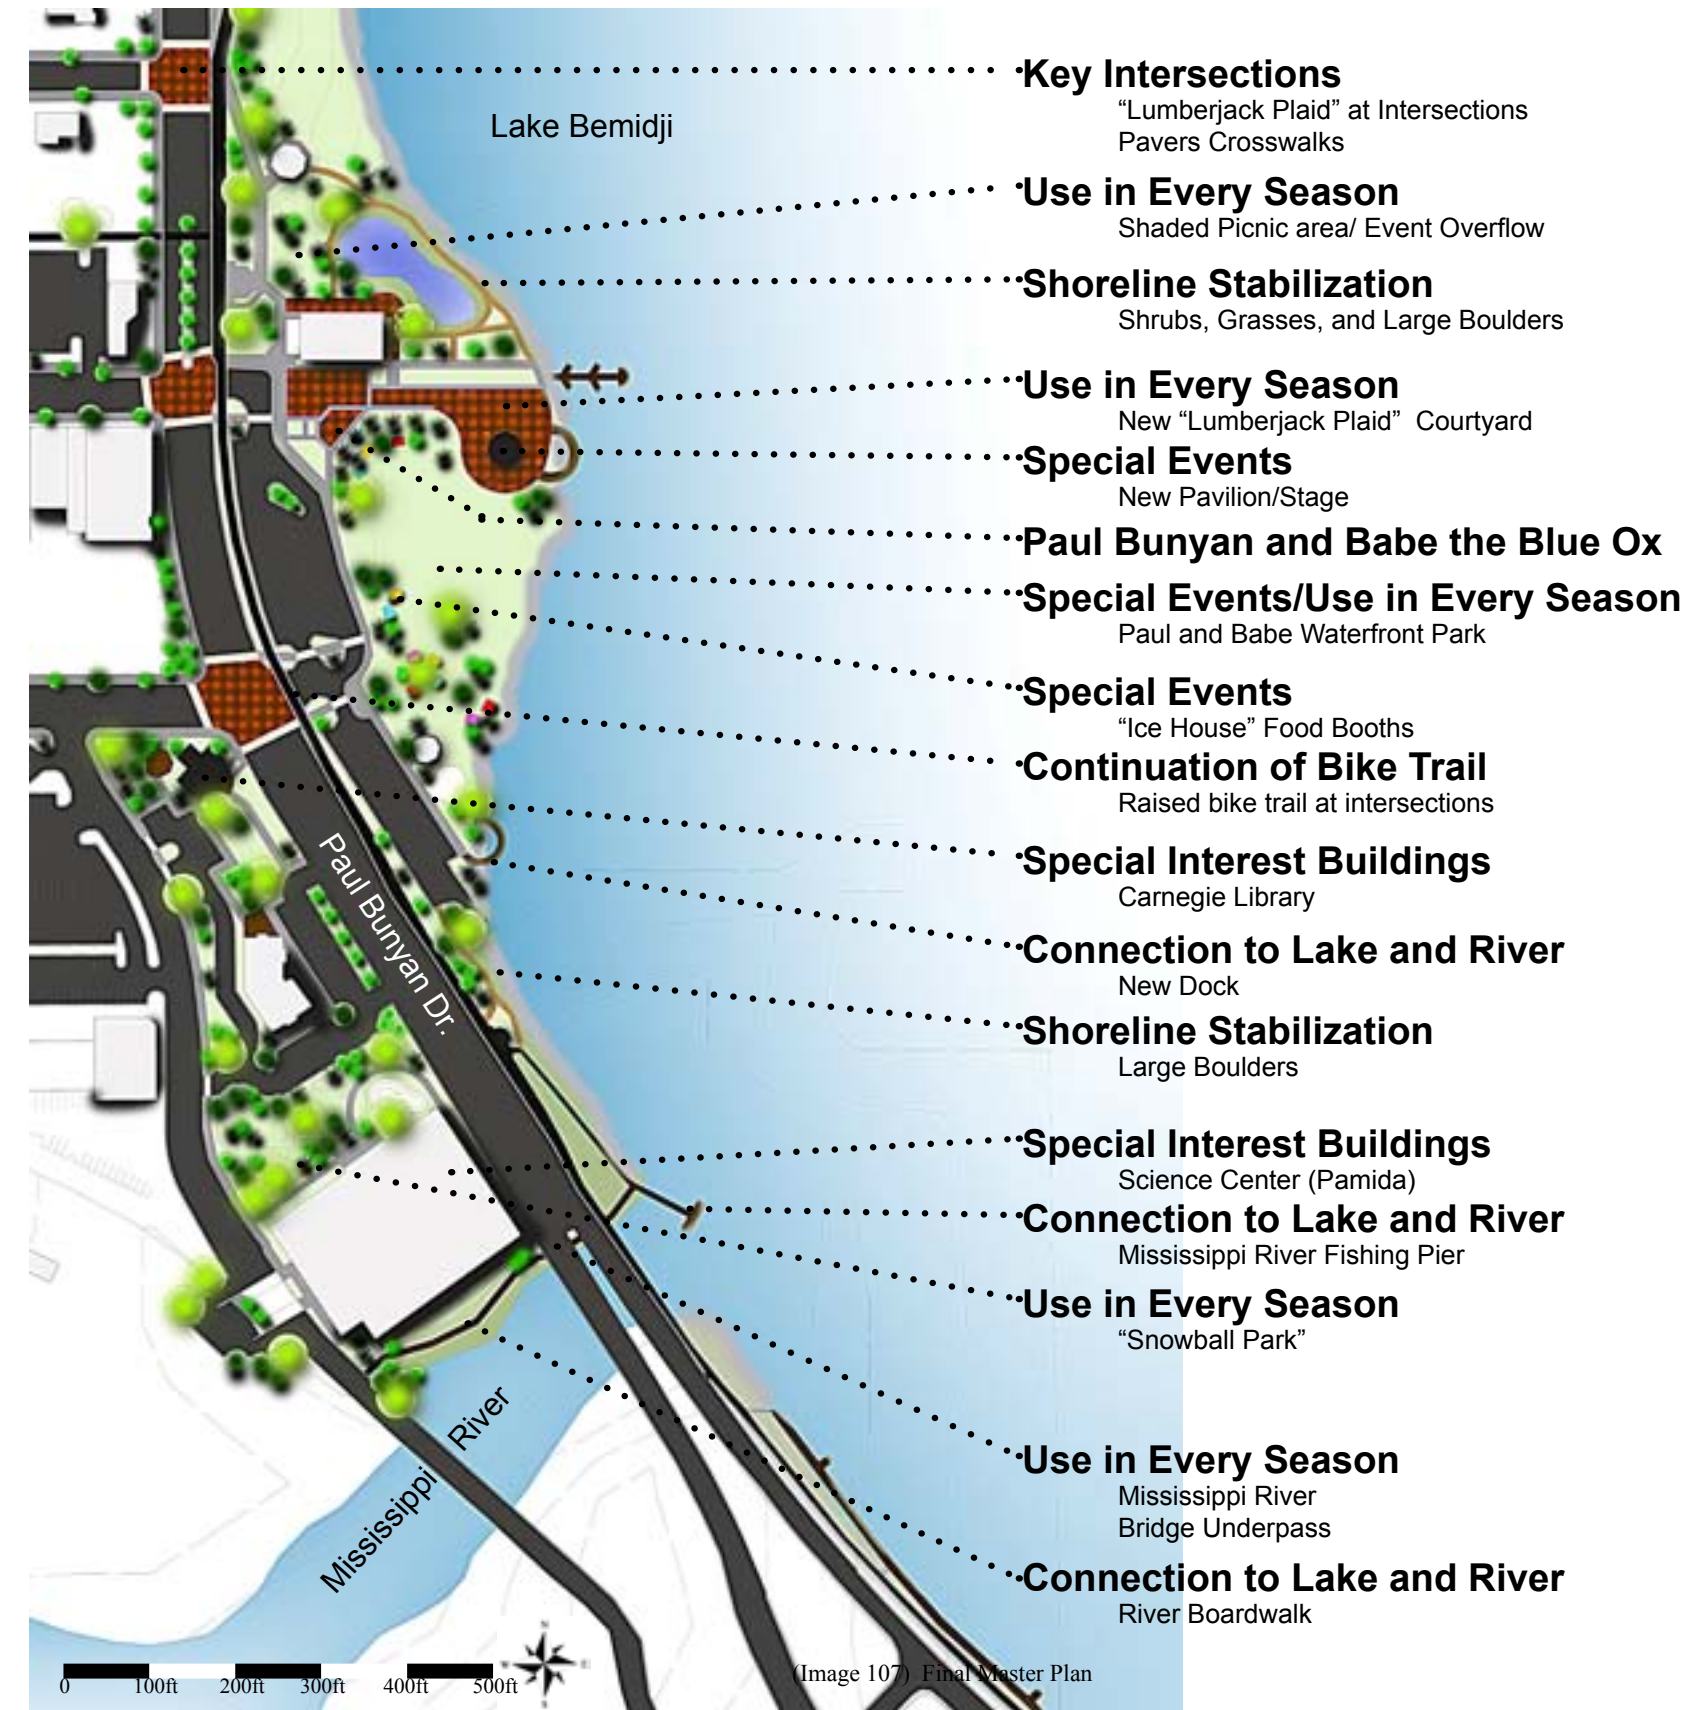 Key Intersections
“Lumberjack Plaid” at Intersections
Pavers Crosswalks
Lake Bemidji
Use in Every Season
Shaded Picnic area/ Event Overflow
Shoreline Stabilization
Shrubs, Grasses, and Large Boulders
Use in Every Season
New “Lumberjack Plaid”  Courtyard
Special Events
New Pavilion/Stage
Paul Bunyan and Babe the Blue Ox
Special Events/Use in Every Season
Paul and Babe Waterfront Park
Special Events
“Ice House” Food Booths
Continuation of Bike Trail
Raised bike trail at intersections
Special Interest Buildings
Carnegie Library
Paul Bunyan Dr.
Connection to Lake and River
New Dock
Shoreline Stabilization
Large Boulders
Special Interest Buildings
Science Center (Pamida)
Connection to Lake and River
Mississippi River Fishing Pier
Use in Every Season
“Snowball Park”
Use in Every Season
Mississippi River
Bridge Underpass
Connection to Lake and River
River Boardwalk
Mississippi River
N
W E
S
0 100ft 200ft 300ft 400ft 500ft
(Image 107) Final Master Plan